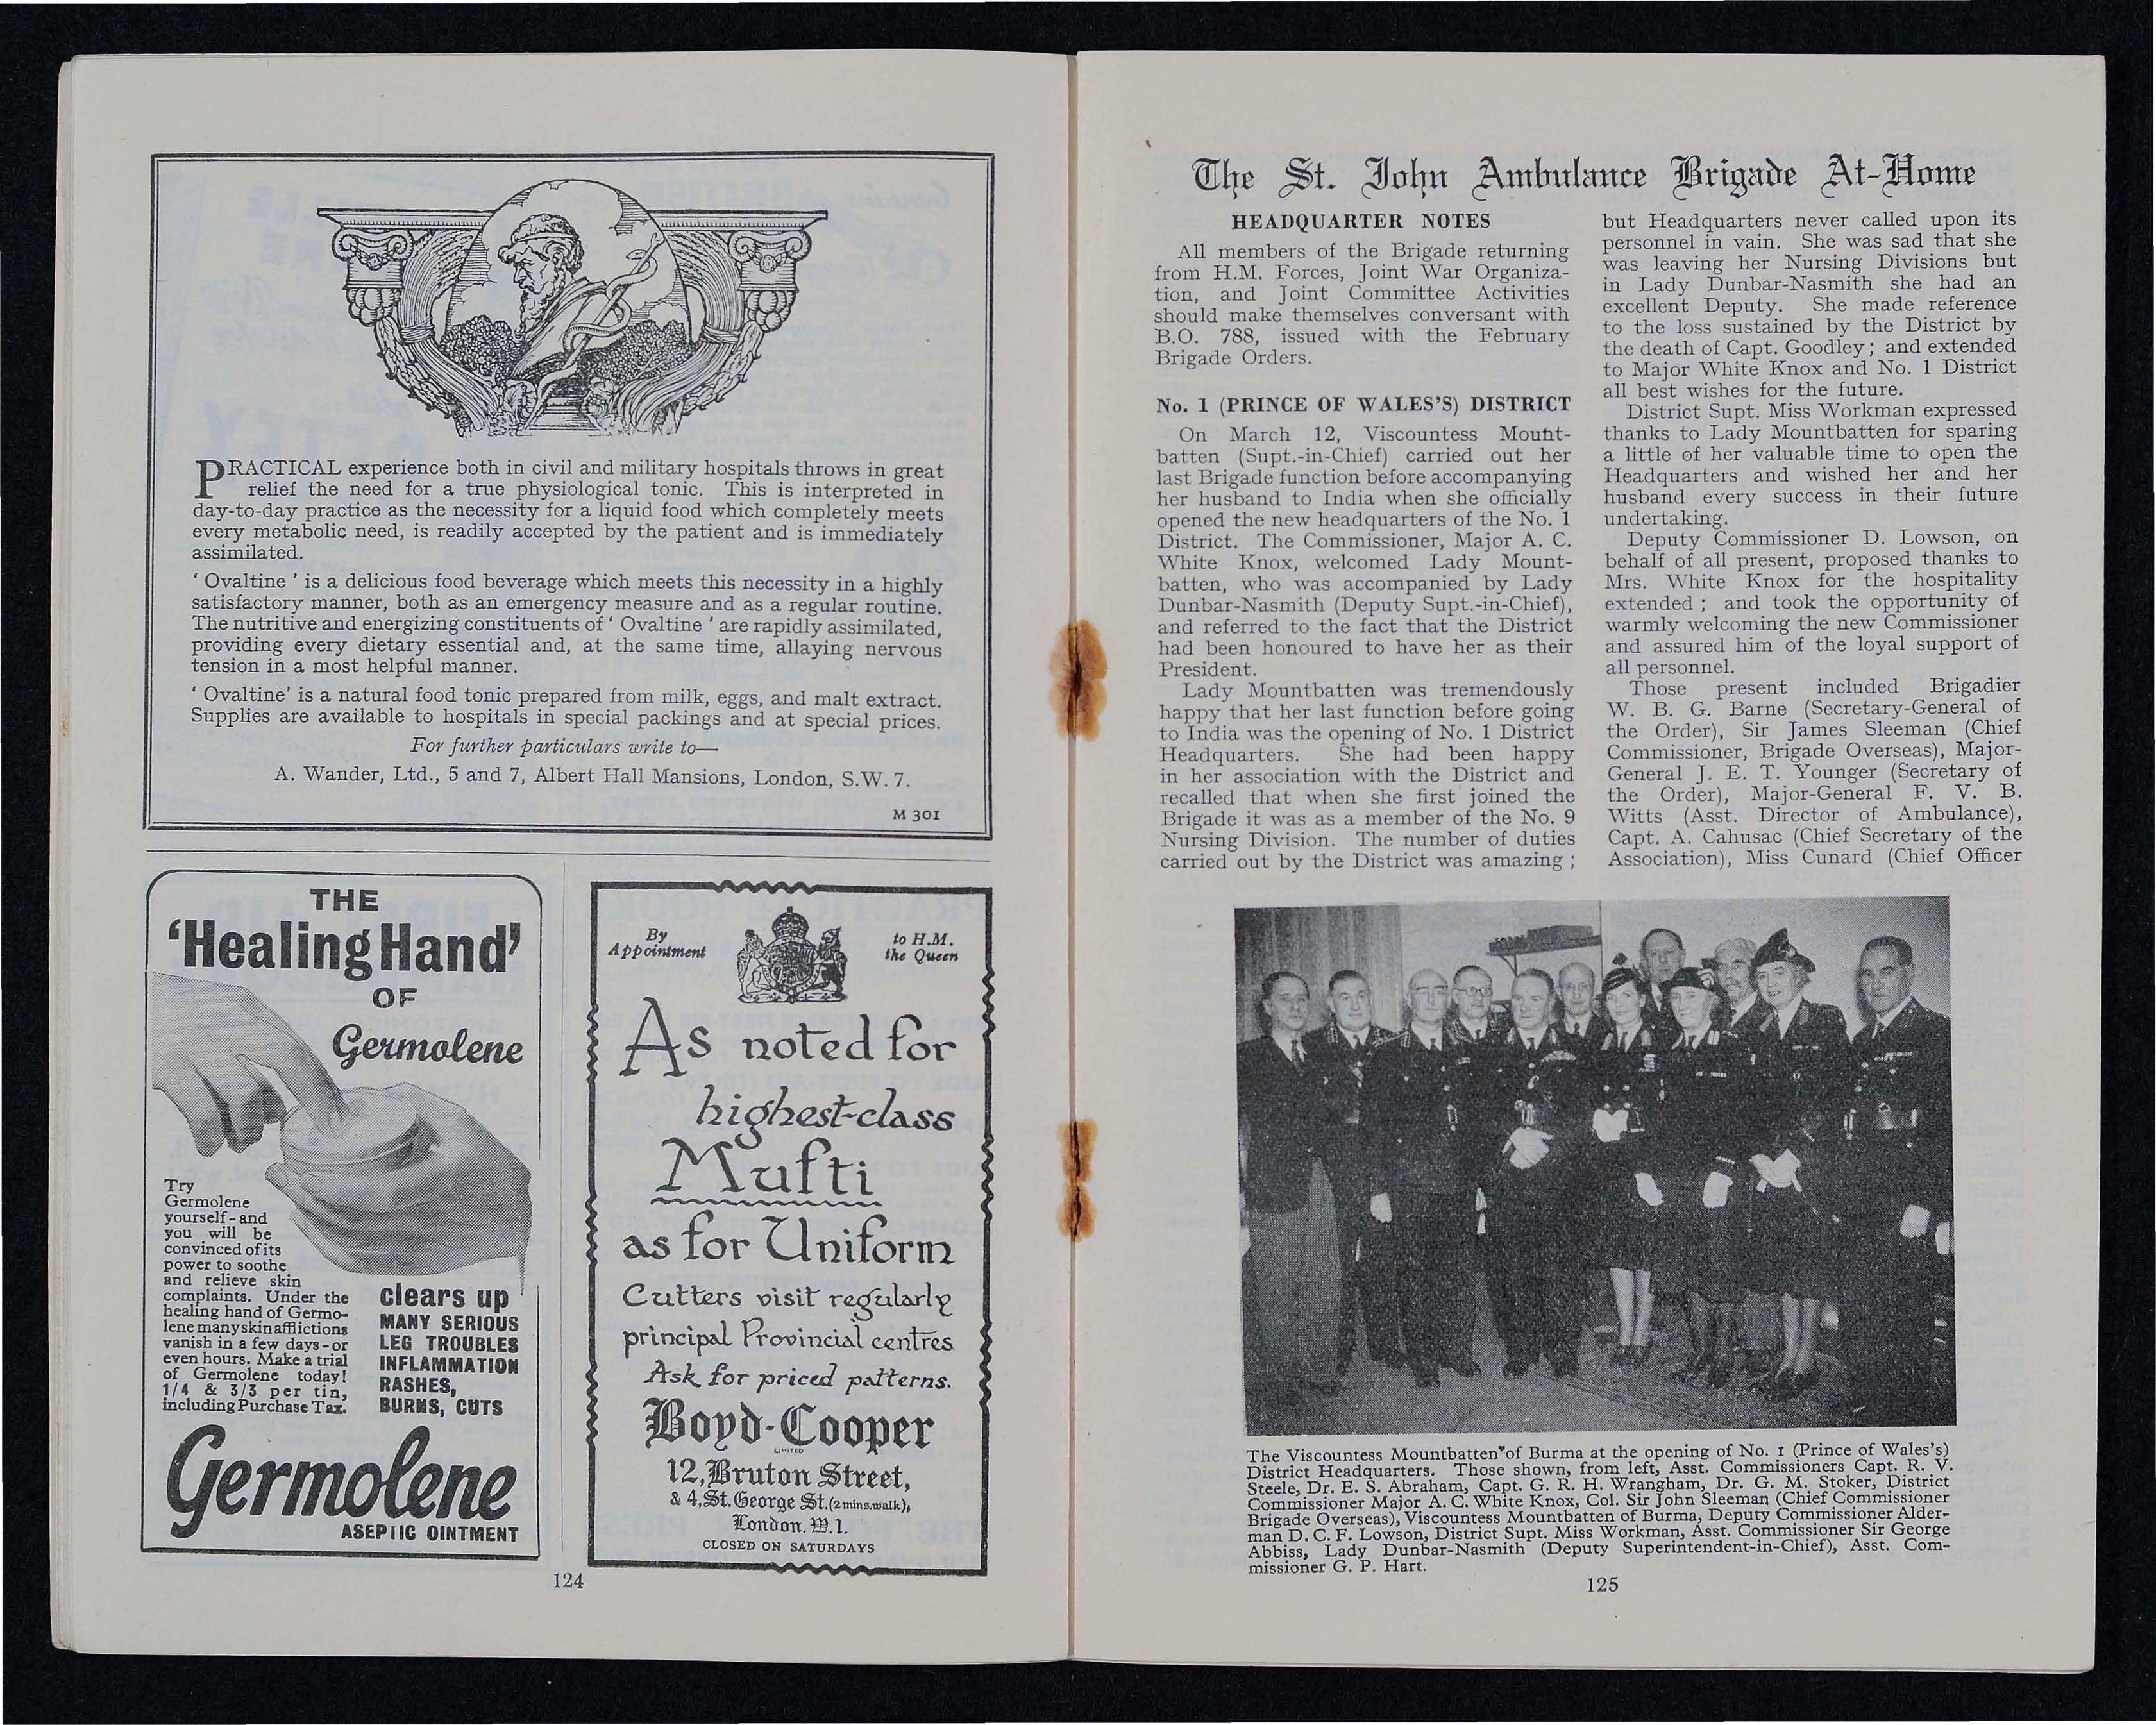 PRACTICAL experience both in civil and military hospitals throws in great
relief the need for a true physiological tonic. This is interpreted in
day-to-day practice as the necessity for a liquid food which completely meets
every metabolic need, is readily accepted by the patient and is immediately
assimilated.
‘ Ovaltine ’ is a delicious food beverage which meets this necessity in a highly
satisfactory manner, both as an emergency measure and as a regular routine.
The nutritive and energizing constituents of ‘ Ovaltine ’ are rapidly assimilated,
providing every dietary essential and, at the same time, allaying nervous
tension in a most helpful manner.
‘ Ovaltine’ is a natural food tonic prepared from milk, eggs, and malt extract.
Supplies are available to hospitals in special packings and at special prices.
For further particulars write to—
A. Wander, Ltd., 5 and 7, Albert Hall Mansions, London, S.W. 7.
M 301
THE
‘Healing Hand’
OF
Germolene
Try
Germolene
yourself - and
you will be
convinced of its
power to soothe
and relieve skin
complaints. Under the
healing hand of Germo-
lene many skin afflictions
vanish in a few days - or
even hours. Make a trial
of Germolene today!
1/4 & 3/3 per tin,
including Purchase Tax.
clears up
MANY SERIOUS
LEG TROUBLES
INFLAMMATION
RASHES,
BURNS, CUTS
Germolene
ASEPTIC OINTMENT
By
Appointment
to H.M.
the Queen
As noted for
highest-class
Mufti
as for Uniform
Cutters visit regularly
principal Provincial centres
Ask for priced patterns.
Boyd-Cooper
LIMITED
12, Bruton Street,
& 4, St. George St. (2 mins. walk),
London. W. 1.
CLOSED ON SATURDAYS
124
The St. John Ambulance Brigade At-Home
HEADQUARTER NOTES
All members of the Brigade returning
from H.M. Forces, Joint War Organiza-
tion, and Joint Committee Activities
should make themselves conversant with
B.O. 788, issued with the February
Brigade Orders.
No. 1 (PRINCE OF WALES’S) DISTRICT
On March 12, Viscountess Mount-
batten (Supt.-in-Chief) carried out her
last Brigade function before accompanying
her husband to India when she officially
opened the new headquarters of the No. 1
District. The Commissioner, Major A. C.
White Knox, welcomed Lady Mount-
batten, who was accompanied by Lady
Dunbar-Nasmith (Deputy Supt.-in-Chief),
and referred to the fact that the District
had been honoured to have her as their
President.
Lady Mountbatten was tremendously
happy that her last function before going
to India was the opening of No. 1 District
Headquarters. She had been happy
in her association with the District and
recalled that when she first joined the
Brigade it was as a member of the No. 9
Nursing Division. The number of duties
carried out by the District was amazing ;
but Headquarters never called upon its
personnel in vain. She was sad that she
was leaving her Nursing Divisions but
in Lady Dunbar-Nasmith she had an
excellent Deputy. She made reference
to the loss sustained by the District by
the death of Capt. Goodley ; and extended
to Major White Knox and No. 1 District
all best wishes for the future.
District Supt. Miss Workman expressed
thanks to Lady Mountbatten for sparing
a little of her valuable time to open the
Headquarters and wished her and her
husband every success in their future
undertaking.
Deputy Commissioner D. Lowson, on
behalf of all present, proposed thanks to
Mrs. White Knox for the hospitality
extended ; and took the opportunity of
warmly welcoming the new Commissioner
and assured him of the loyal support of
all personnel.
Those present included Brigadier
W. B. G. Barne (Secretary-General of
the Order), Sir James Sleeman (Chief
Commissioner, Brigade Overseas), Major-
General J. E. T. Younger (Secretary of
the Order), Major-General F. V. B.
Witts (Asst. Director of Ambulance),
Capt. A. Cahusac (Chief Secretary of the
Association), Miss Cunard (Chief Officer
The Viscountess Mountbatten of Burma at the opening of No. 1 (Prince of Wales’s)
District Headquarters. Those shown, from left, Asst. Commissioners Capt. R. V.
Steele, Dr. E. S. Abraham, Capt. G. R. H. Wrangham, Dr. G. M. Stoker, District
Commissioner Major A. C. White Knox, Col. Sir John Sleeman (Chief Commissioner
Brigade Overseas), Viscountess Mountbatten of Burma, Deputy Commissioner Alder-
man D. C. F. Lowson, District Supt. Miss Workman, Asst. Commissioner Sir George
Abbiss, Lady Dunbar-Nasmith (Deputy Superintendent-in-Chief), Asst. Com-
missioner G. P. Hart.
125